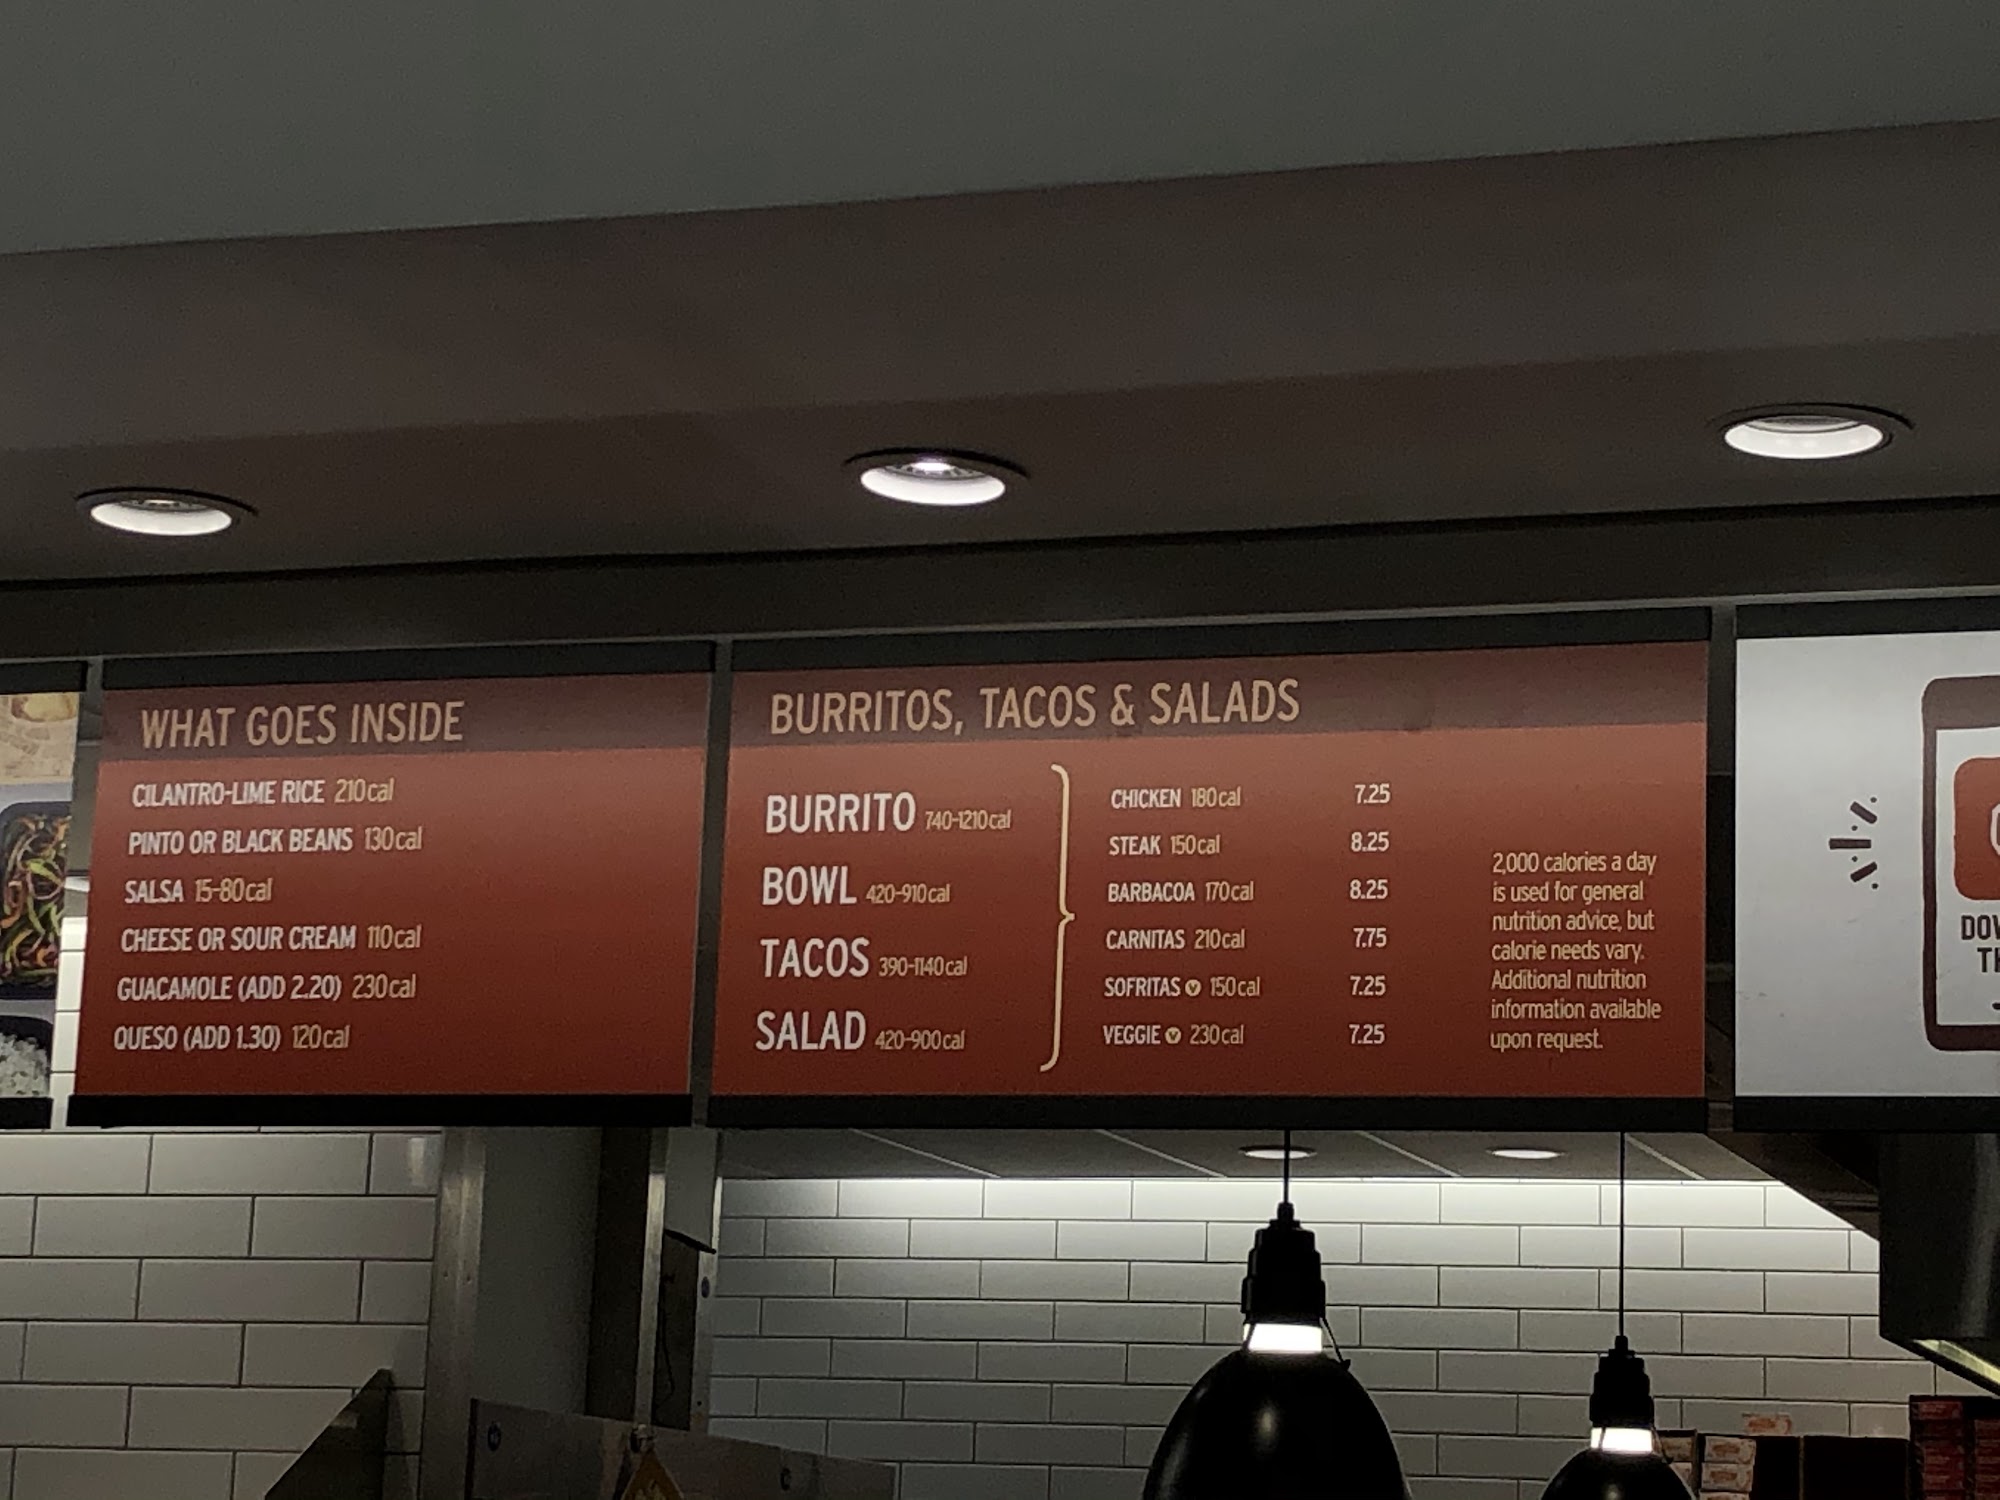 WHAT GOES INSIDE
CILANTRO-LIME RICE 210cal
PINTO OR BLACK BEANS 130cal
SALSA 15-80cal
CHEESE OR SOUR CREAM 110cal
GUACAMOLE (ADD 2.20) 230cal
QUESO (ADD 1.30) 120cal
BURRITOS, TACOS & SALADS
BURRITO 740-1210cal
BOWL 420-910cal
TACOS 390-1140cal
SALAD 420-900cal
CHICKEN 180cal 7.25
STEAK 150cal 8.25
BARBACOA 170cal 8.25
CARNITAS 210cal 7.75
SOFRITAS V 150cal 7.25
VEGGIE V 230cal 7.25
2,000 calories a day
is used for general
nutrition advice, but
calorie needs vary.
Additional nutrition
information available
upon request.